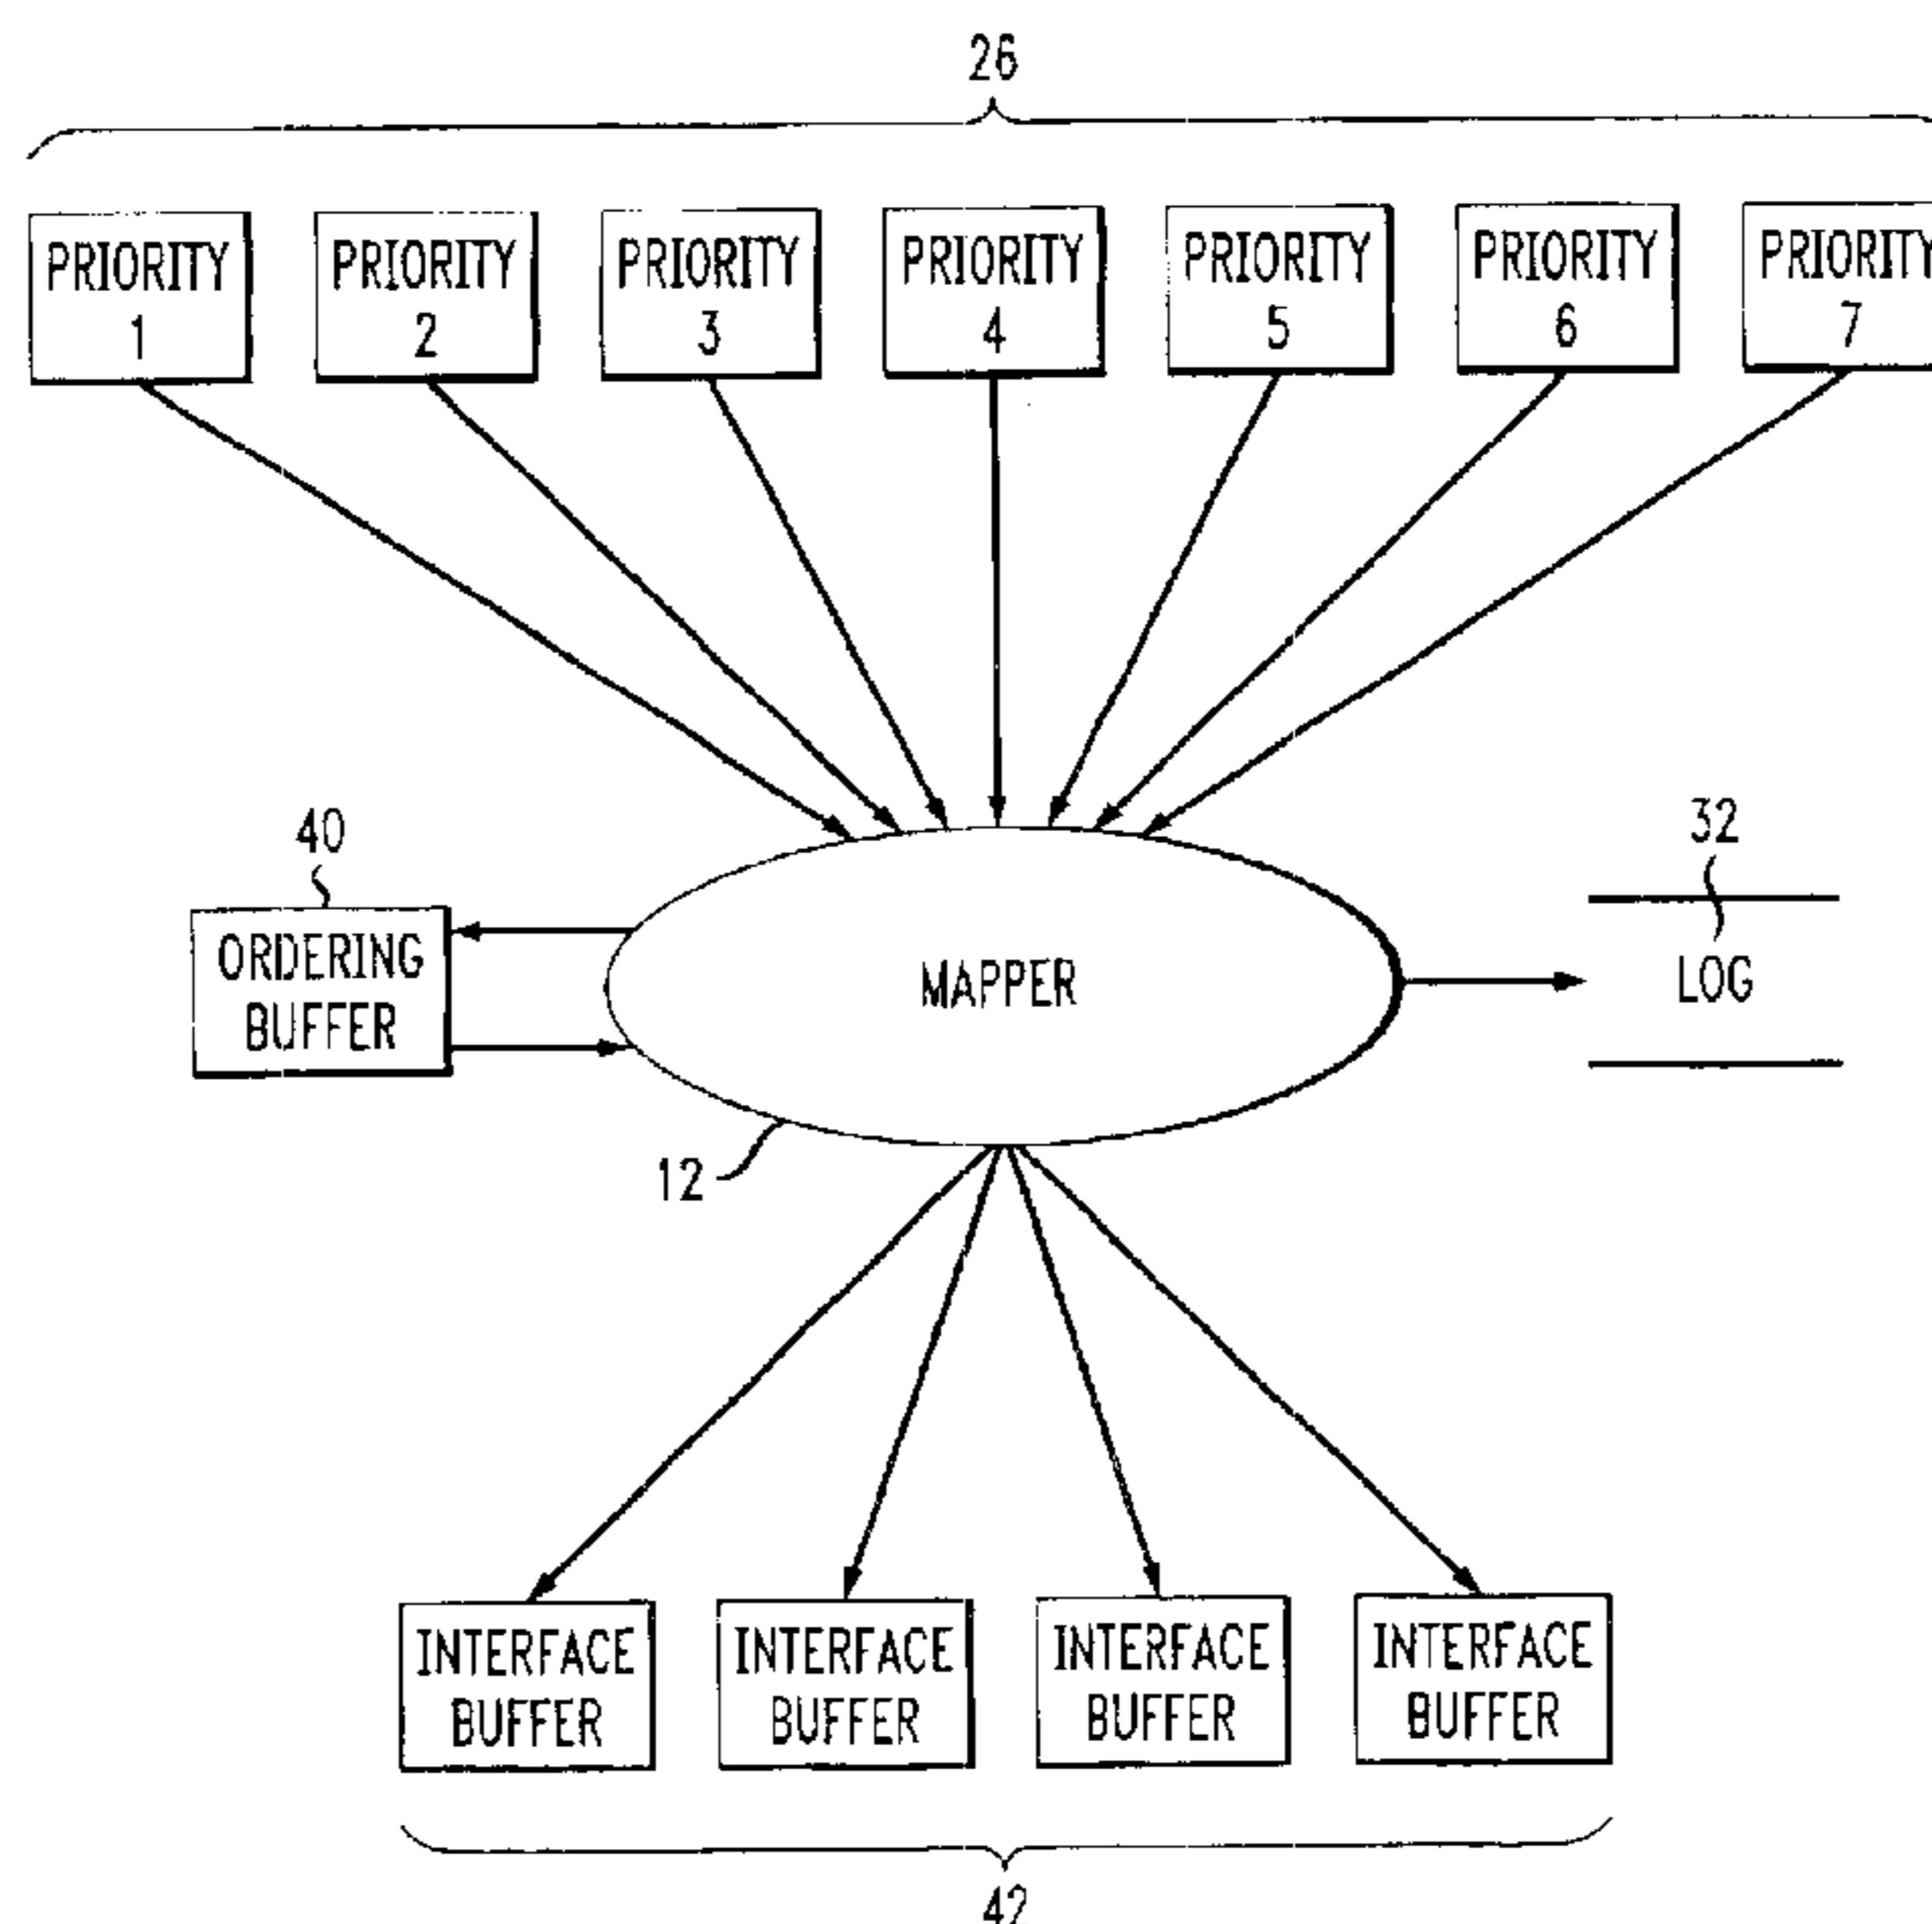 26
PRIORITY
1
PRIORITY
2
PRIORITY
3
PRIORITY
4
PRIORITY
5
PRIORITY
6
PRIORITY
7
40
32
ORDERING
BUFFER
MAPPER
LOG
12
INTERFACE
BUFFER
INTERFACE
BUFFER
INTERFACE
BUFFER
INTERFACE
BUFFER
42